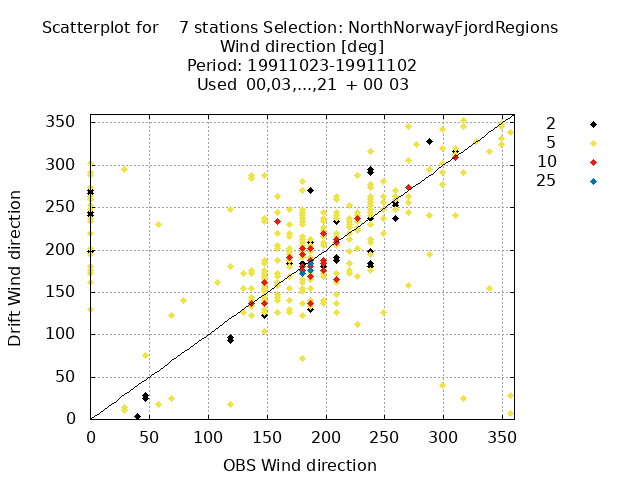 Scatterplot for 7 stations Selection: NorthNorwayFjordRegions
Wind direction [deg]
Period: 19911023-19911102
Used 00,03,...,21 + 00 03
2
5
10
25
Drift Wind direction
350
300
250
200
150
100
50
0
0 50 100 150 200 250 300 350
OBS Wind direction